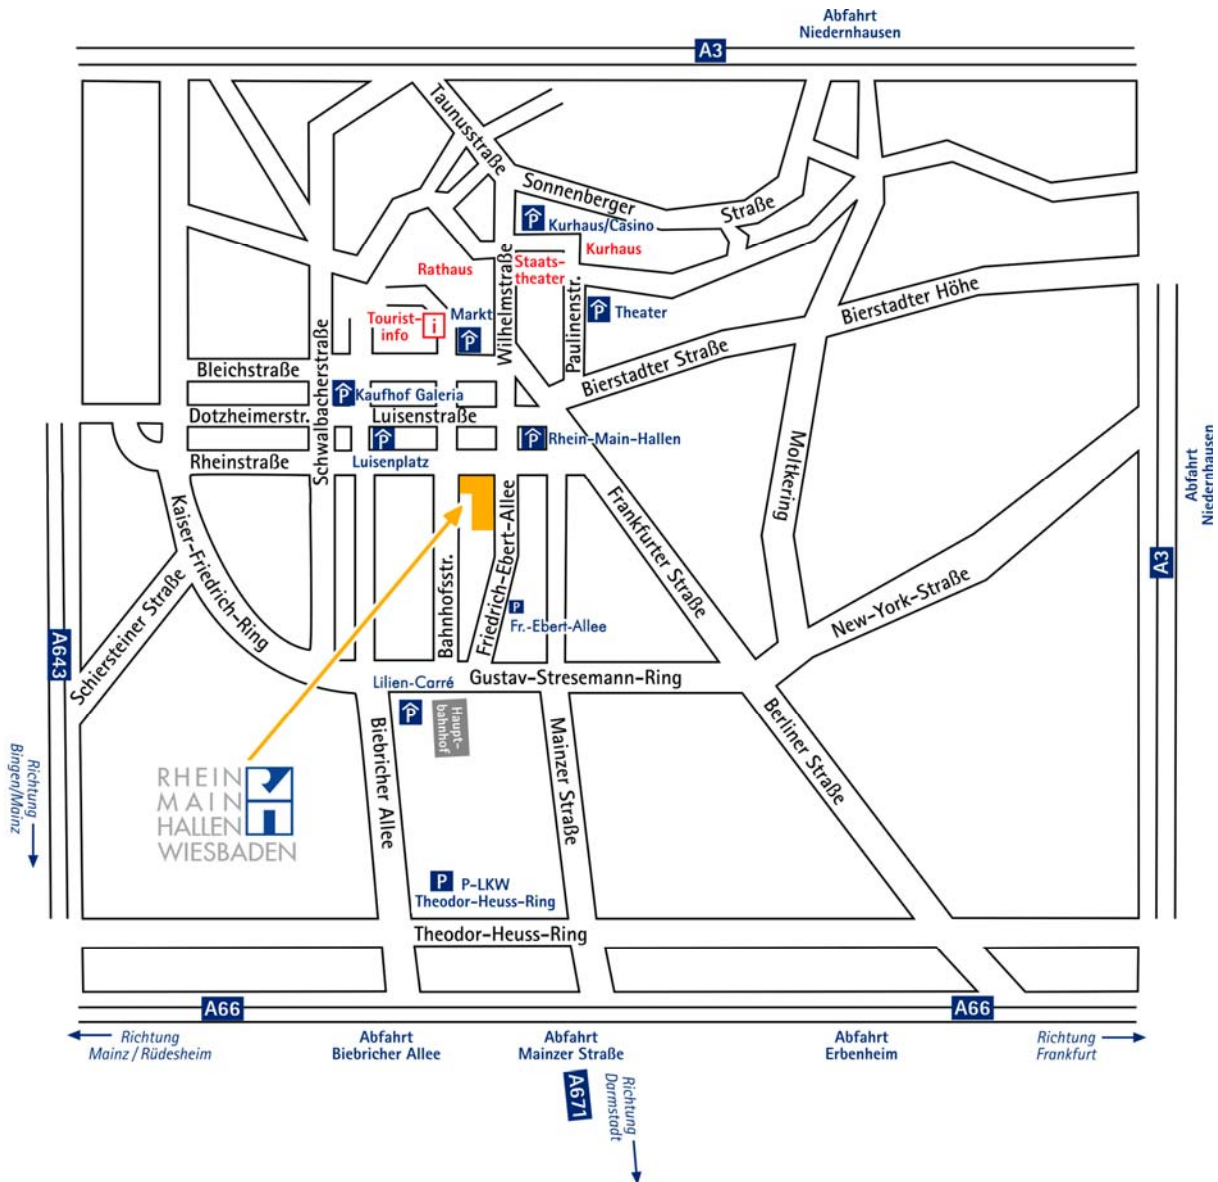 Abfahrt
Niedernhausen
A3
Taunusstraße
Sonnenberger
Straße
P
Kurhaus/Casino
Kurhaus
Staats-
theater
Rathaus
Wilhelmstraße
Paulinenstr.
Bierstadter Höhe
P
Theater
Tourist-
info
i
Markt
P
Schwalbacherstraße
Bierstadter Straße
Bleichstraße
P
Kaufhof Galeria
Dotzheimerstr.
Luisenstraße
P
P
Rhein-Main-Hallen
Rheinstraße
Luisenplatz
Moltkering
Abfahrt
Niedernhausen
Kaiser-Friedrich-Ring
Frankfurter Straße
Friedrich-Ebert-Allee
Bahnhofsstr.
A3
P
Fr.-Ebert-Allee
New-York-Straße
Schiersteiner Straße
A643
Gustav-Stresemann-Ring
Lilien-Carré
P
Haupt-
bahnhof
Biebricher Allee
Mainzer Straße
Berliner Straße
Richtung
Bingen/Mainz
RHEIN
MAIN
HALLEN
WIESBADEN
P
P-LKW
Theodor-Heuss-Ring
Theodor-Heuss-Ring
A66
A66
Richtung
Mainz / Rüdesheim
Abfahrt
Biebricher Allee
Abfahrt
Mainzer Straße
Abfahrt
Erbenheim
Richtung
Frankfurt
A671
Richtung
Darmstadt